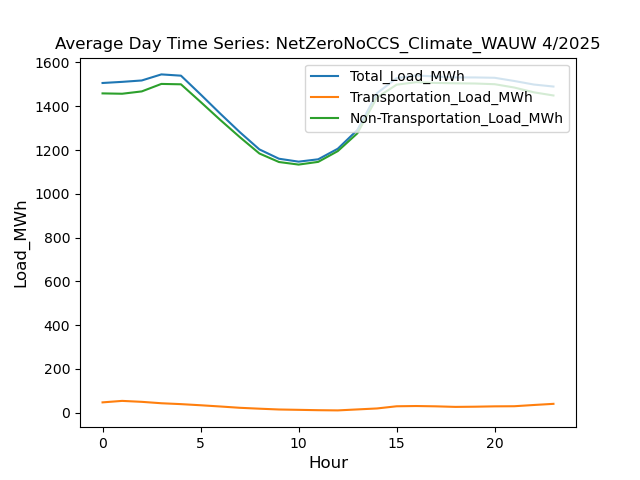 Average Day Time Series: NetZeroNoCCS_Climate_WAUW 4/2025
Total_Load_MWh
Transportation_Load_MWh
Non-Transportation_Load_MWh
1600
1400
1200
1000
800
600
400
200
0
Load_MWh
0 5 10 15 20
Hour